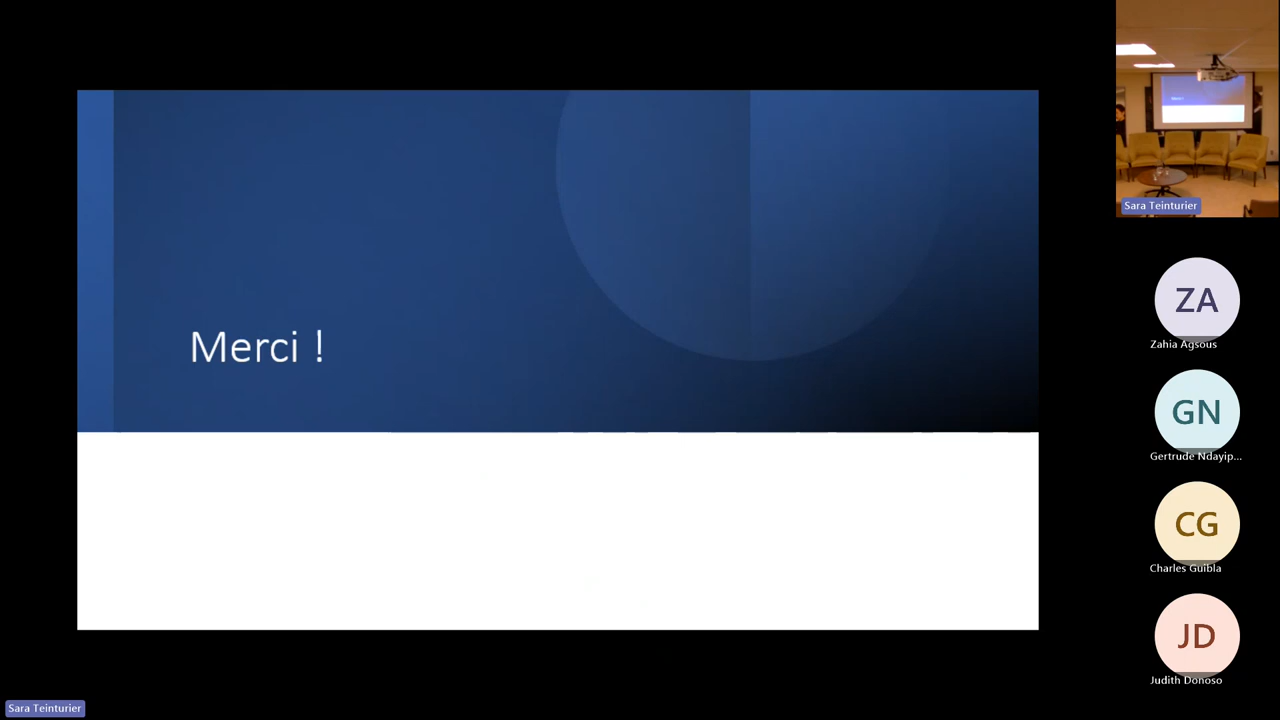 Merci !
Sara Teinturier
ZA
Zahia Agsous
GN
Gertrude Ndayip...
CG
Charles Guibla
JD
Judith Donoso
Sara Teinturier